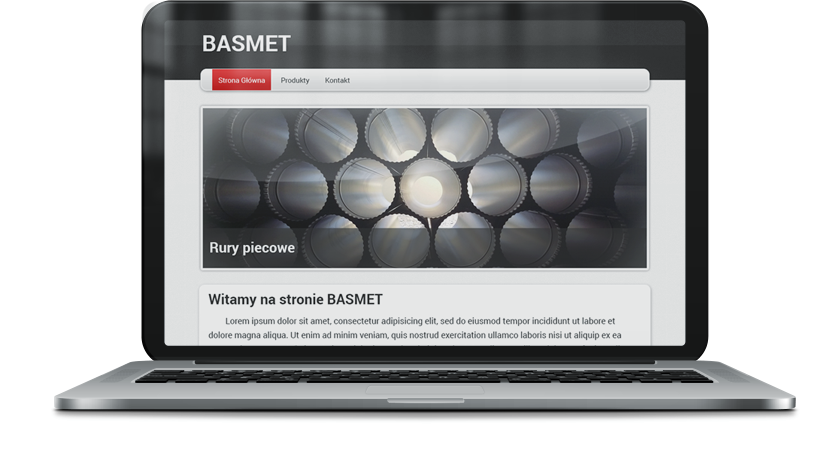 BASMET
Strona Główna Produkty Kontakt
Rury piecowe
Witamy na stronie BASMET
Lorem ipsum dolor sit amet, consectetur adipisicing elit, sed do eiusmod tempor incididunt ut labore et
dolore magna aliqua. Ut enim ad minim veniam, quis nostrud exercitation ullamco laboris nisi ut aliquip ex ea